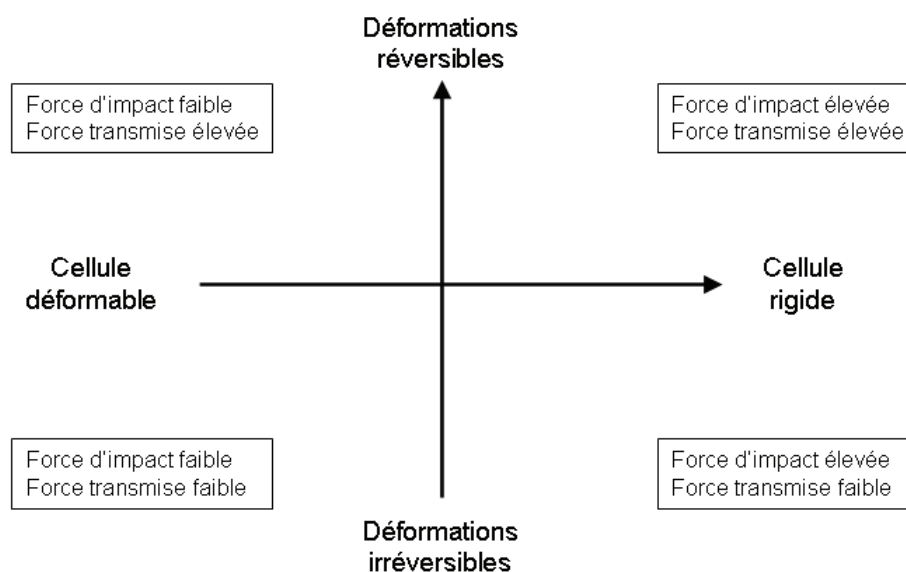 Déformations
réversibles
Force d'impact faible
Force transmise élevée
Force d'impact élevée
Force transmise élevée
Cellule
déformable
Cellule
rigide
Force d'impact faible
Force transmise faible
Force d'impact élevée
Force transmise faible
Déformations
irréversibles